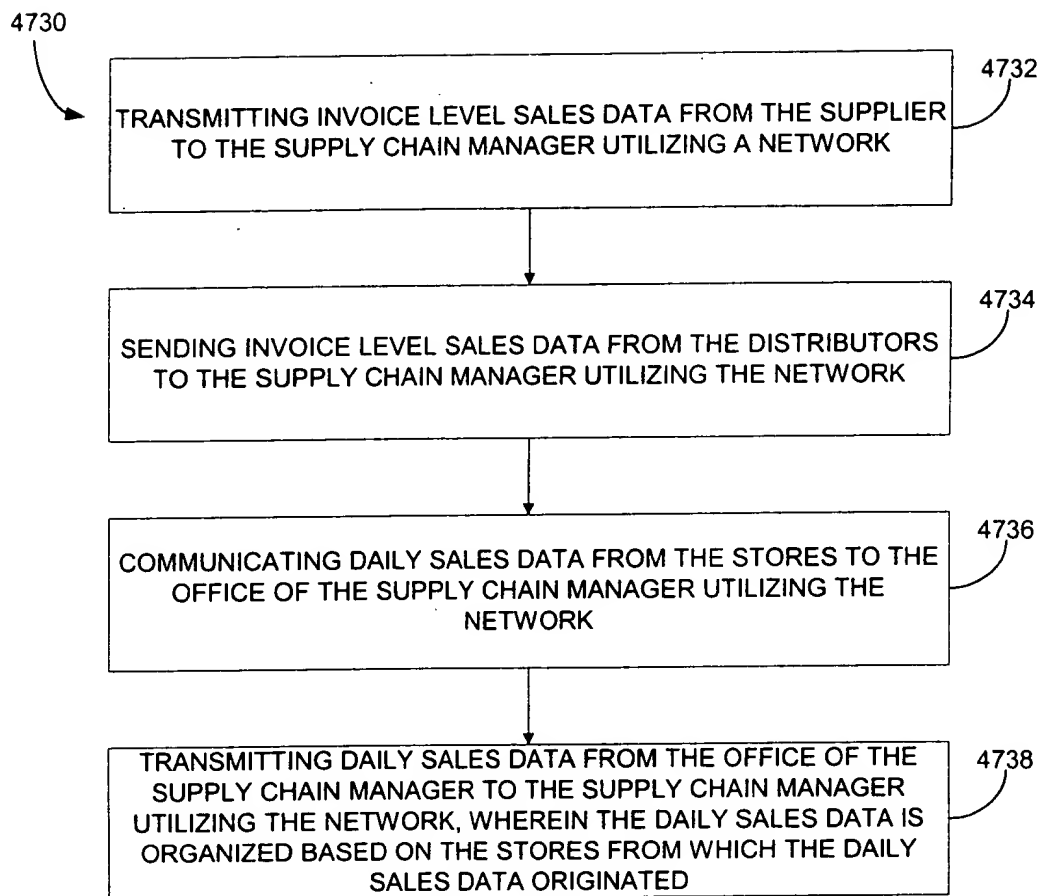 4730
4732
TRANSMITTING INVOICE LEVEL SALES DATA FROM THE SUPPLIER
TO THE SUPPLY CHAIN MANAGER UTILIZING A NETWORK
4734
SENDING INVOICE LEVEL SALES DATA FROM THE DISTRIBUTORS
TO THE SUPPLY CHAIN MANAGER UTILIZING THE NETWORK
4736
COMMUNICATING DAILY SALES DATA FROM THE STORES TO THE
OFFICE OF THE SUPPLY CHAIN MANAGER UTILIZING THE
NETWORK
4738
TRANSMITTING DAILY SALES DATA FROM THE OFFICE OF THE
SUPPLY CHAIN MANAGER TO THE SUPPLY CHAIN MANAGER
UTILIZING THE NETWORK, WHEREIN THE DAILY SALES DATA IS
ORGANIZED BASED ON THE STORES FROM WHICH THE DAILY
SALES DATA ORIGINATED